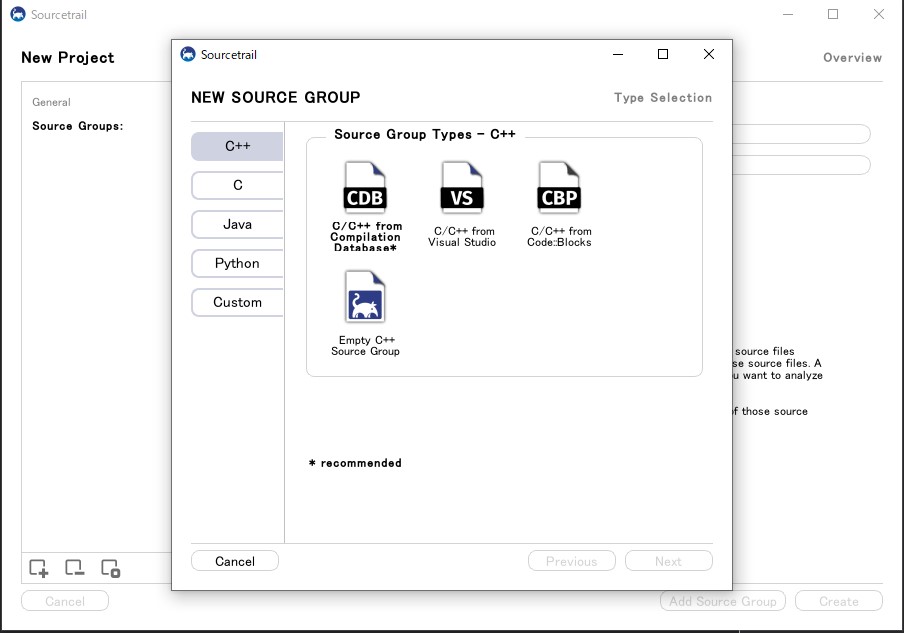 Sourcetrail
New Project
Overview
General
Source Groups:
Sourcetrail
NEW SOURCE GROUP
Type Selection
C++
C
Java
Python
Custom
Source Group Types - C++
CDB
C/C++ from
Compilation
Database*
VS
C/C++ from
Visual Studio
CBP
C/C++ from
Code::Blocks
Empty C++
Source Group
* recommended
source files
se source files. A
u want to analyze
of those source
Cancel
Previous
Next
Cancel
Add Source Group
Create